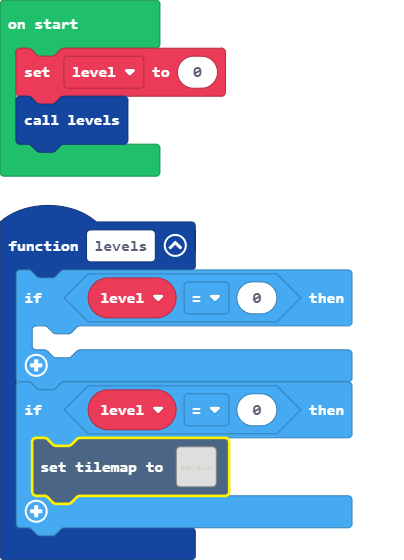 on start
set level to 0
call levels
function levels
if level = 0 then
if level = 0 then
set tilemap to